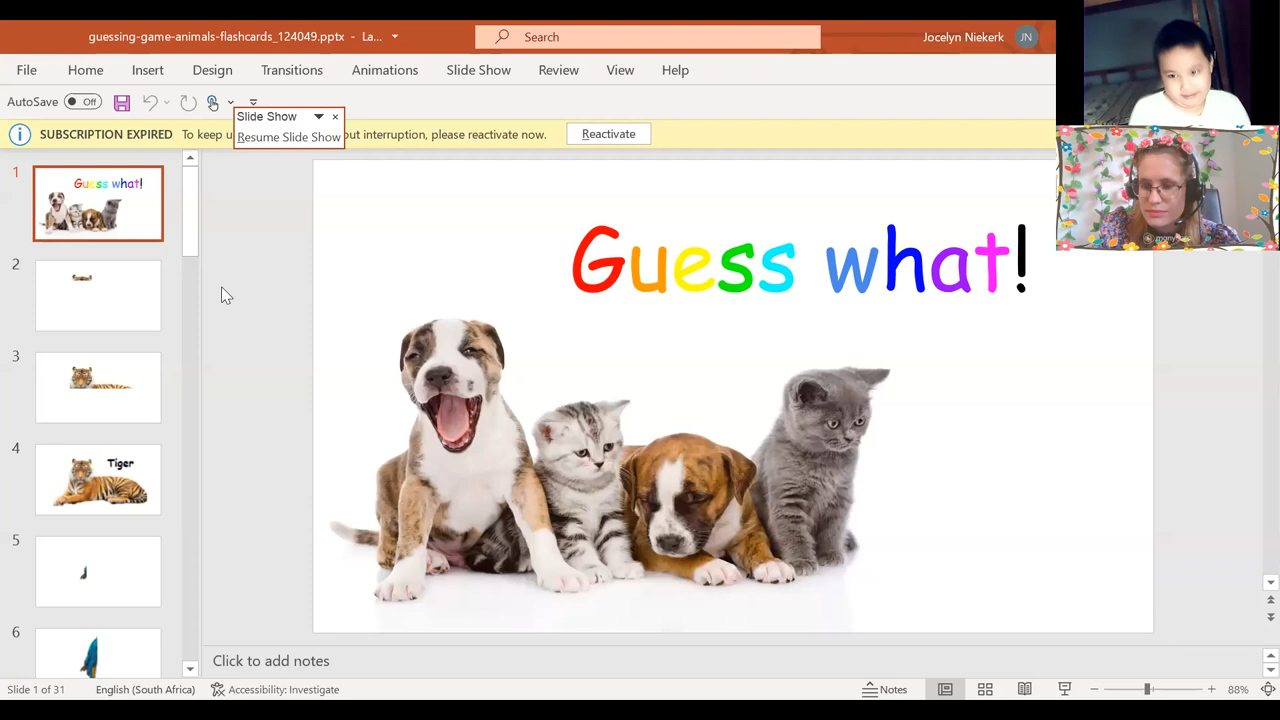 guessing-game-animals-flashcards_124049.pptx - La...
Search
Jocelyn Niekerk JN
File Home Insert Design Transitions Animations Slide Show Review View Help
AutoSave Off
Slide Show
Resume Slide Show
SUBSCRIPTION EXPIRED To keep u out interruption, please reactivate now. Reactivate
1
Guess what!
2
3
4
Tiger
5
6
Guess what!
Click to add notes
Slide 1 of 31 English (South Africa) Accessibility: Investigate Notes 88%